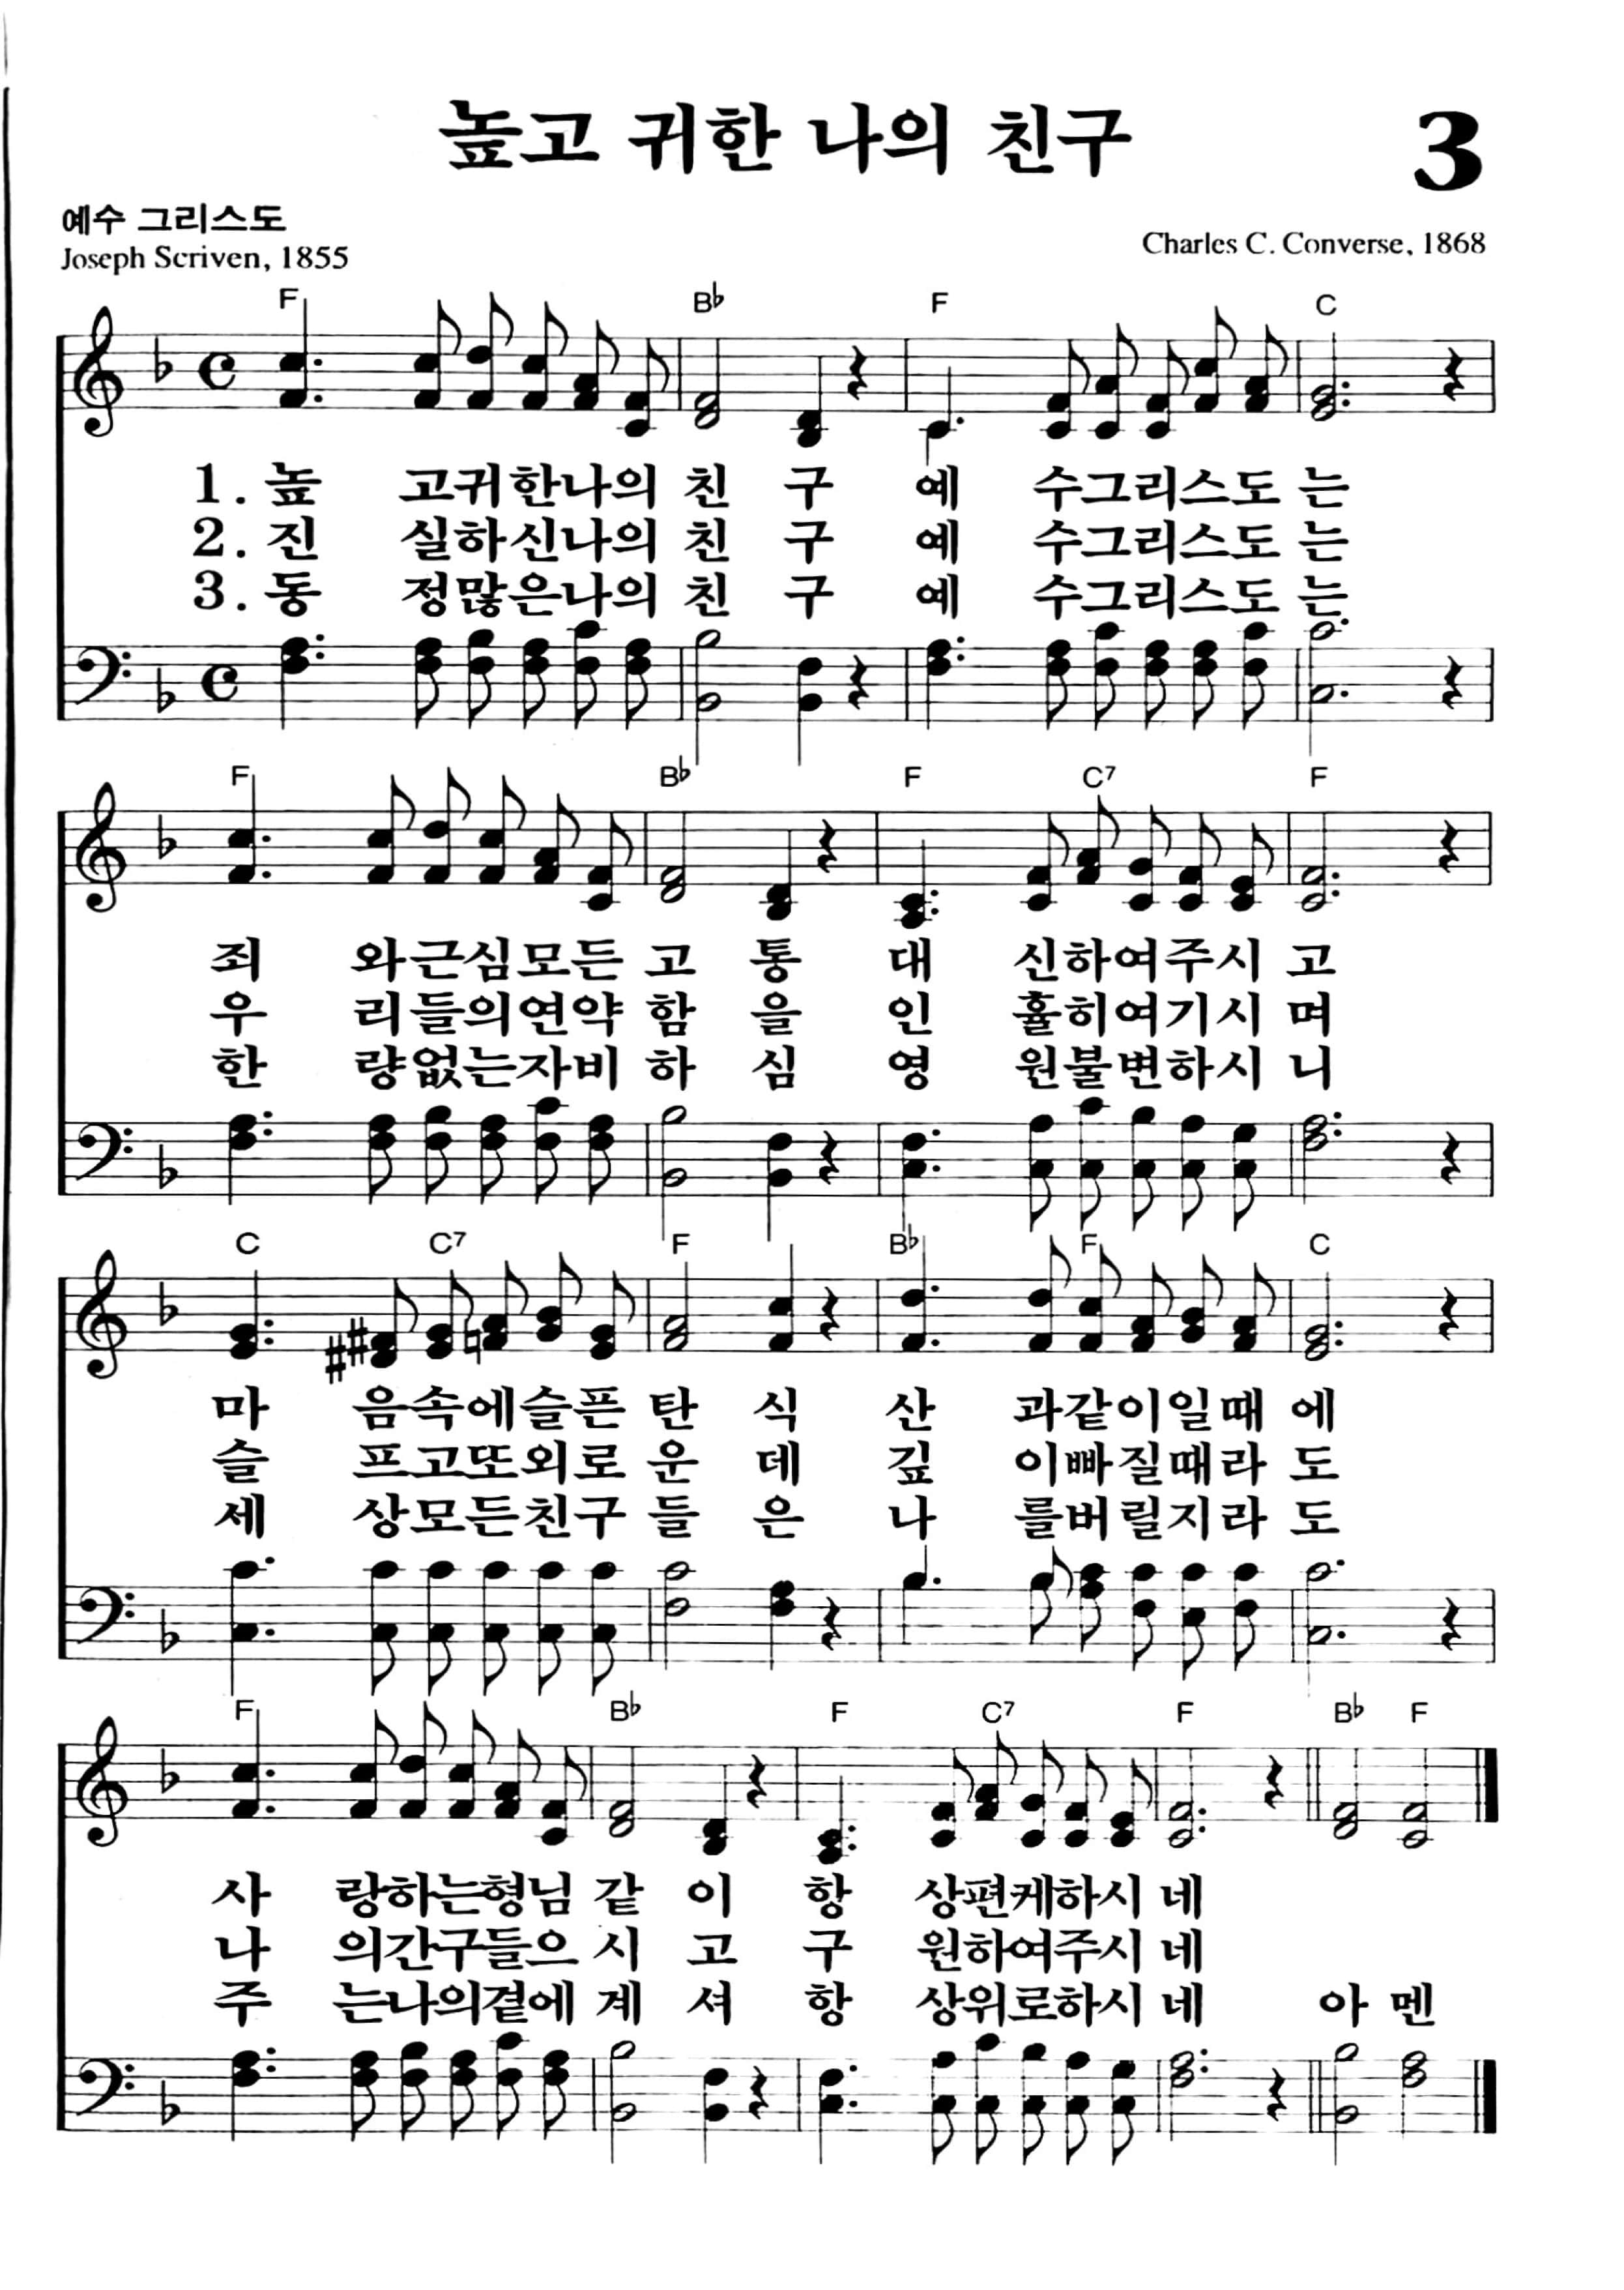 높고 귀한 나의 친구
3
예수 그리스도
Joseph Scriven, 1855
Charles C. Converse, 1868
F B♭ F C
1. 높 고귀한나의 친 구 예 수그리스도 는
2. 진 실하신나의 친 구 예 수그리스도 는
3. 동 정많은나의 친 구 예 수그리스도 는
F B♭ F C7 F
죄 와근심모든 고 통 대 신하여주시 고
우 리들의연약 함 을 인 휼히여기시 며
한 량없는자비 하 심 영 원불변하시 니
C C7 F B♭ F C
마 음속에슬픈 탄 식 산 과같이일때 에
슬 프고또외로 운 데 깊 이빠질때라 도
세 상모든친구 들 은 나 를버릴지라 도
F B♭ F C7 F B♭ F
사 랑하는형님 같 이 항 상편케하시 네
나 의간구들으 시 고 구 원하여주시 네
주 는나의곁에 계 셔 항 상위로하시 네 아 멘